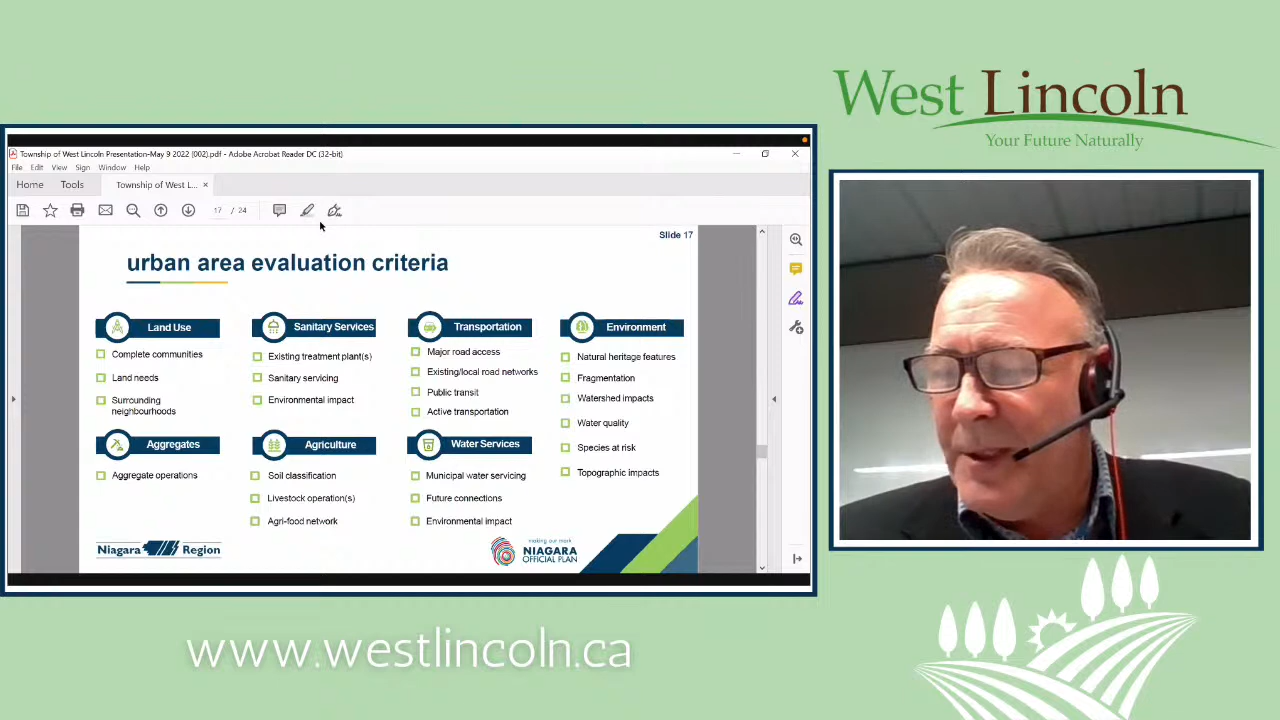 West Lincoln
Your Future Naturally
Township of West Lincoln Presentation-May 9 2022 (002).pdf - Adobe Acrobat Reader DC (32-bit)
File Edit View Sign Window Help
Home Tools Township of West L... ×
17 / 24
Slide 17
urban area evaluation criteria
Land Use
Complete communities
Land needs
Surrounding
neighbourhoods
Sanitary Services
Existing treatment plant(s)
Sanitary servicing
Environmental impact
Transportation
Major road access
Existing/local road networks
Public transit
Active transportation
Environment
Natural heritage features
Fragmentation
Watershed impacts
Water quality
Species at risk
Topographic impacts
Aggregates
Aggregate operations
Agriculture
Soil classification
Livestock operation(s)
Agri-food network
Water Services
Municipal water servicing
Future connections
Environmental impact
Niagara Region
making our mark
NIAGARA
OFFICIAL PLAN
www.westlincoln.ca